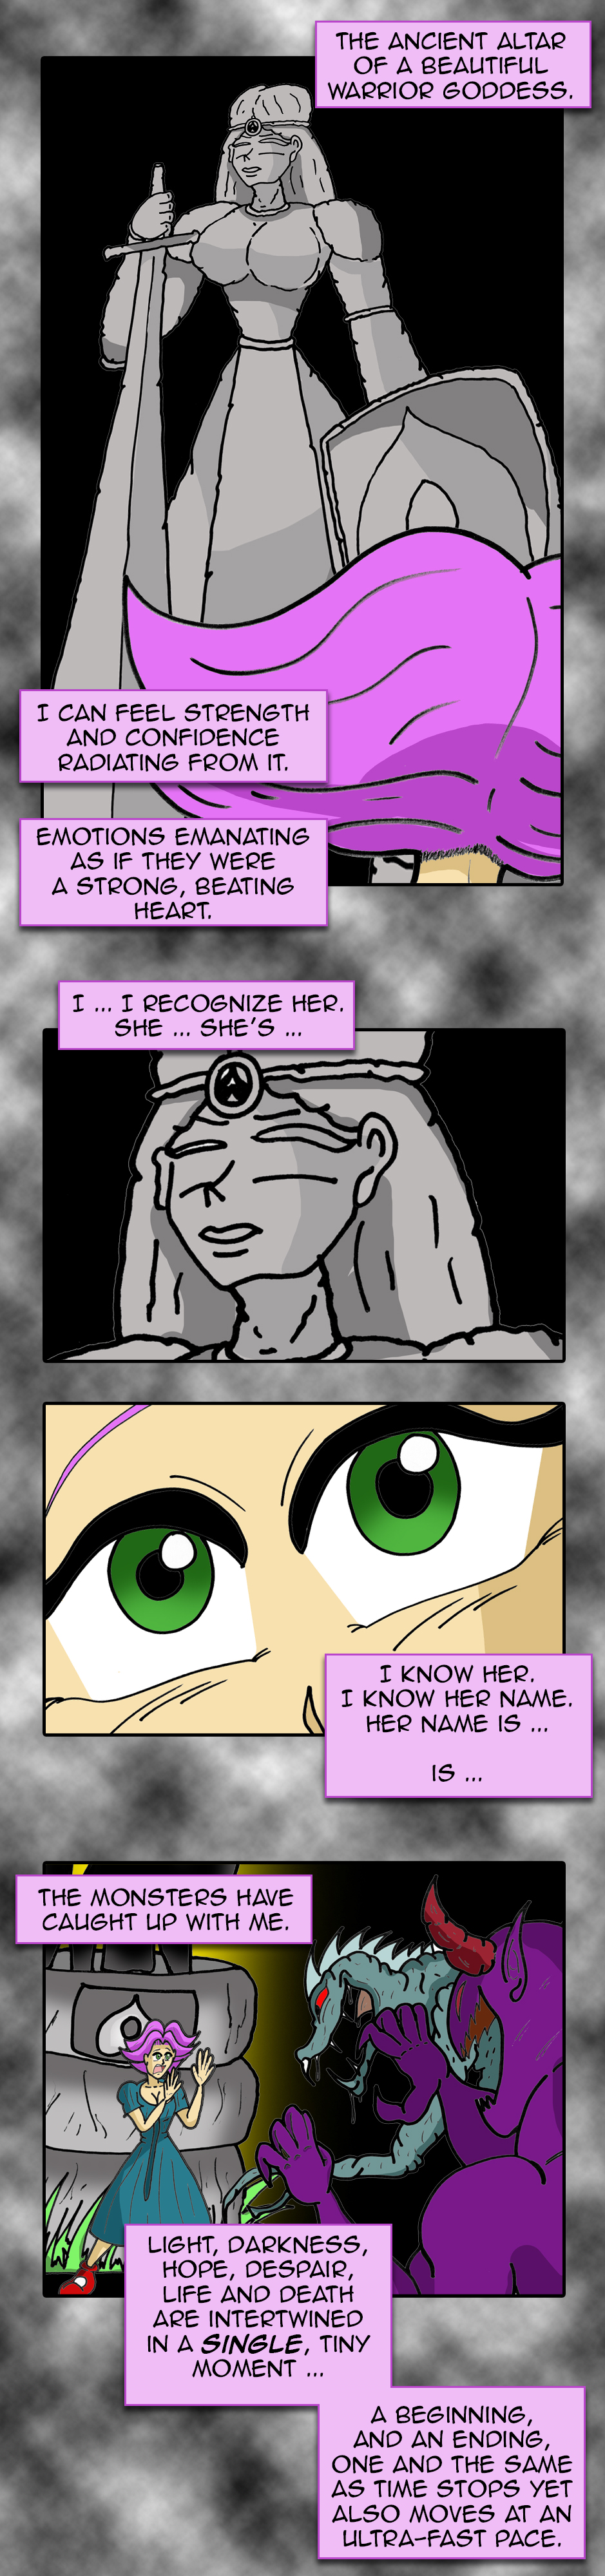 THE ANCIENT ALTAR
OF A BEAUTIFUL
WARRIOR GODDESS.
I CAN FEEL STRENGTH
AND CONFIDENCE
RADIATING FROM IT.
EMOTIONS EMANATING
AS IF THEY WERE
A STRONG, BEATING
HEART.
I ... I RECOGNIZE HER.
SHE ... SHE'S ...
I KNOW HER.
I KNOW HER NAME.
HER NAME IS ...
IS ...
THE MONSTERS HAVE
CAUGHT UP WITH ME.
LIGHT, DARKNESS,
HOPE, DESPAIR,
LIFE AND DEATH
ARE INTERTWINED
IN A SINGLE, TINY
MOMENT ...
A BEGINNING,
AND AN ENDING,
ONE AND THE SAME
AS TIME STOPS YET
ALSO MOVES AT AN
ULTRA-FAST PACE.